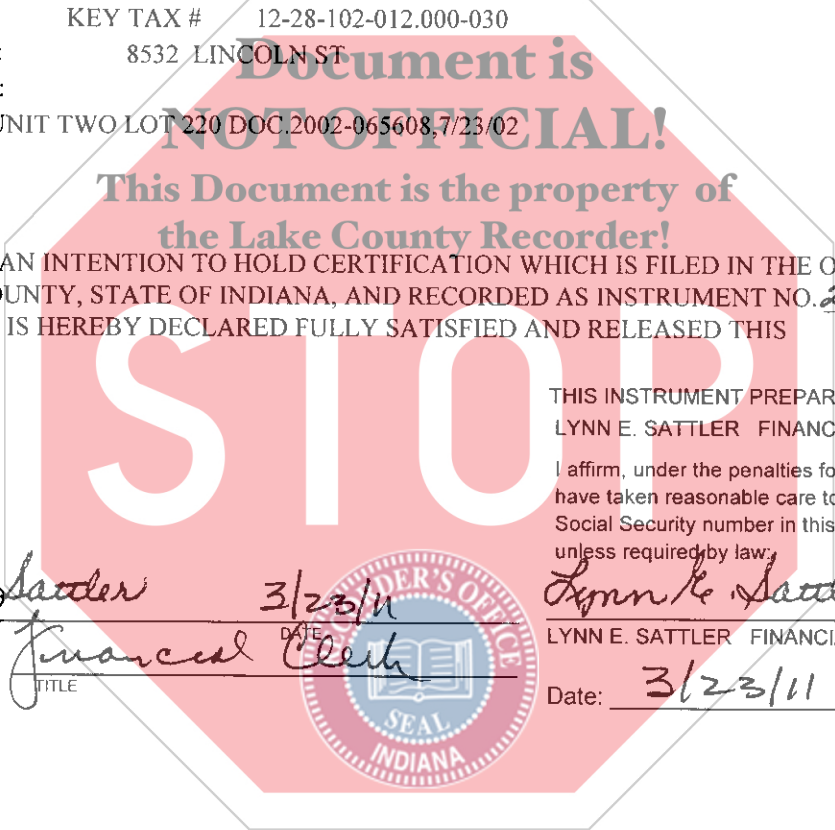 KEY TAX # 12-28-102-012.000-030
8532 LINCOLN ST
Document is
NOT OFFICIAL!
UNIT TWO LOT 220 DOC.2002-065608,7/23/02
This Document is the property of
the Lake County Recorder!
AN INTENTION TO HOLD CERTIFICATION WHICH IS FILED IN THE O
OUNTY, STATE OF INDIANA, AND RECORDED AS INSTRUMENT NO. 2
IS HEREBY DECLARED FULLY SATISFIED AND RELEASED THIS
STOP
THIS INSTRUMENT PREPAR
LYNN E. SATTLER FINANC
I affirm, under the penalties fo
have taken reasonable care to
Social Security number in this
unless required by law.
Sattler 3/23/11
DATE
Lynn E Sattl
LYNN E. SATTLER FINANCIA
Financial Clerk
TITLE
Date: 3/23/11
RECORDER'S OFFICE
SEAL
INDIANA